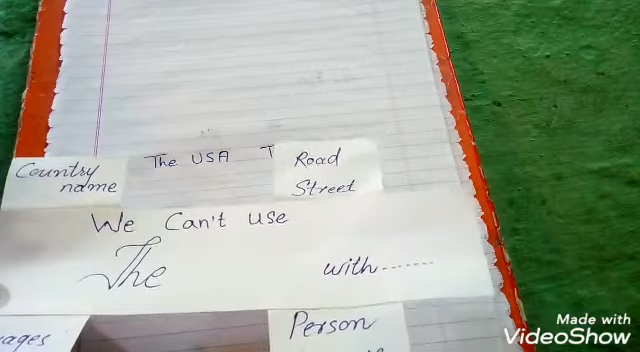 Country
name
The USA T
Road
Street
We Can't use
The with.......
ages
Person
Made with
VideoShow